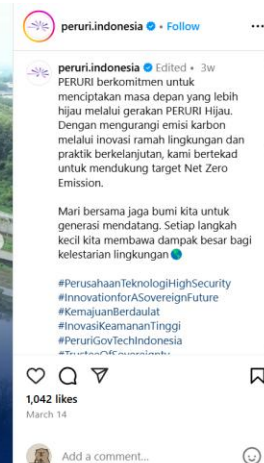 peruri.indonesia • Follow
peruri.indonesia Edited • 3w
PERURI berkomitmen untuk
menciptakan masa depan yang lebih
hijau melalui gerakan PERURI Hijau.
Dengan mengurangi emisi karbon
melalui inovasi ramah lingkungan dan
praktik berkelanjutan, kami bertekad
untuk mendukung target Net Zero
Emission.
Mari bersama jaga bumi kita untuk
generasi mendatang. Setiap langkah
kecil kita membawa dampak besar bagi
kelestarian lingkungan
#PerusahaanTeknologiHighSecurity
#InnovationforASovereignFuture
#KemajuanBerdaulat
#InovasiKeamananTinggi
#PeruriGovTechIndonesia
#TrusteeOfSovereignty
1,042 likes
March 14
Add a comment...